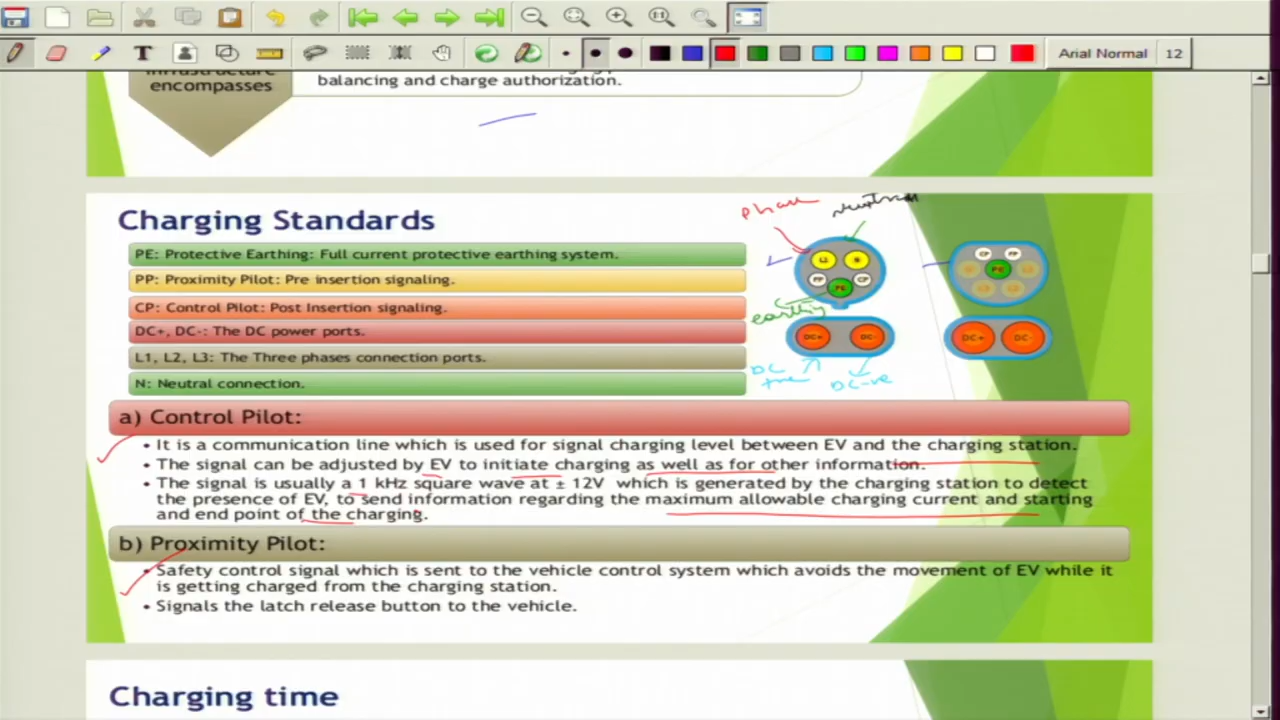 Arial Normal 12
encompasses
balancing and charge authorization.
Charging Standards
PE: Protective Earthing: Full current protective earthing system.
PP: Proximity Pilot: Pre insertion signaling.
CP: Control Pilot: Post Insertion signaling.
DC+, DC-: The DC power ports.
L1, L2, L3: The Three phases connection ports.
N: Neutral connection.
Phase
neutral
L1 N
PP CP
PE
earthing
DC+ DC-
DC +ve
DC-ve
CP PP
PE
DC+ DC-
a) Control Pilot:
• It is a communication line which is used for signal charging level between EV and the charging station.
• The signal can be adjusted by EV to initiate charging as well as for other information.
• The signal is usually a 1 kHz square wave at ± 12V which is generated by the charging station to detect
the presence of EV, to send information regarding the maximum allowable charging current and starting
and end point of the charging.
b) Proximity Pilot:
• Safety control signal which is sent to the vehicle control system which avoids the movement of EV while it
is getting charged from the charging station.
• Signals the latch release button to the vehicle.
Charging time